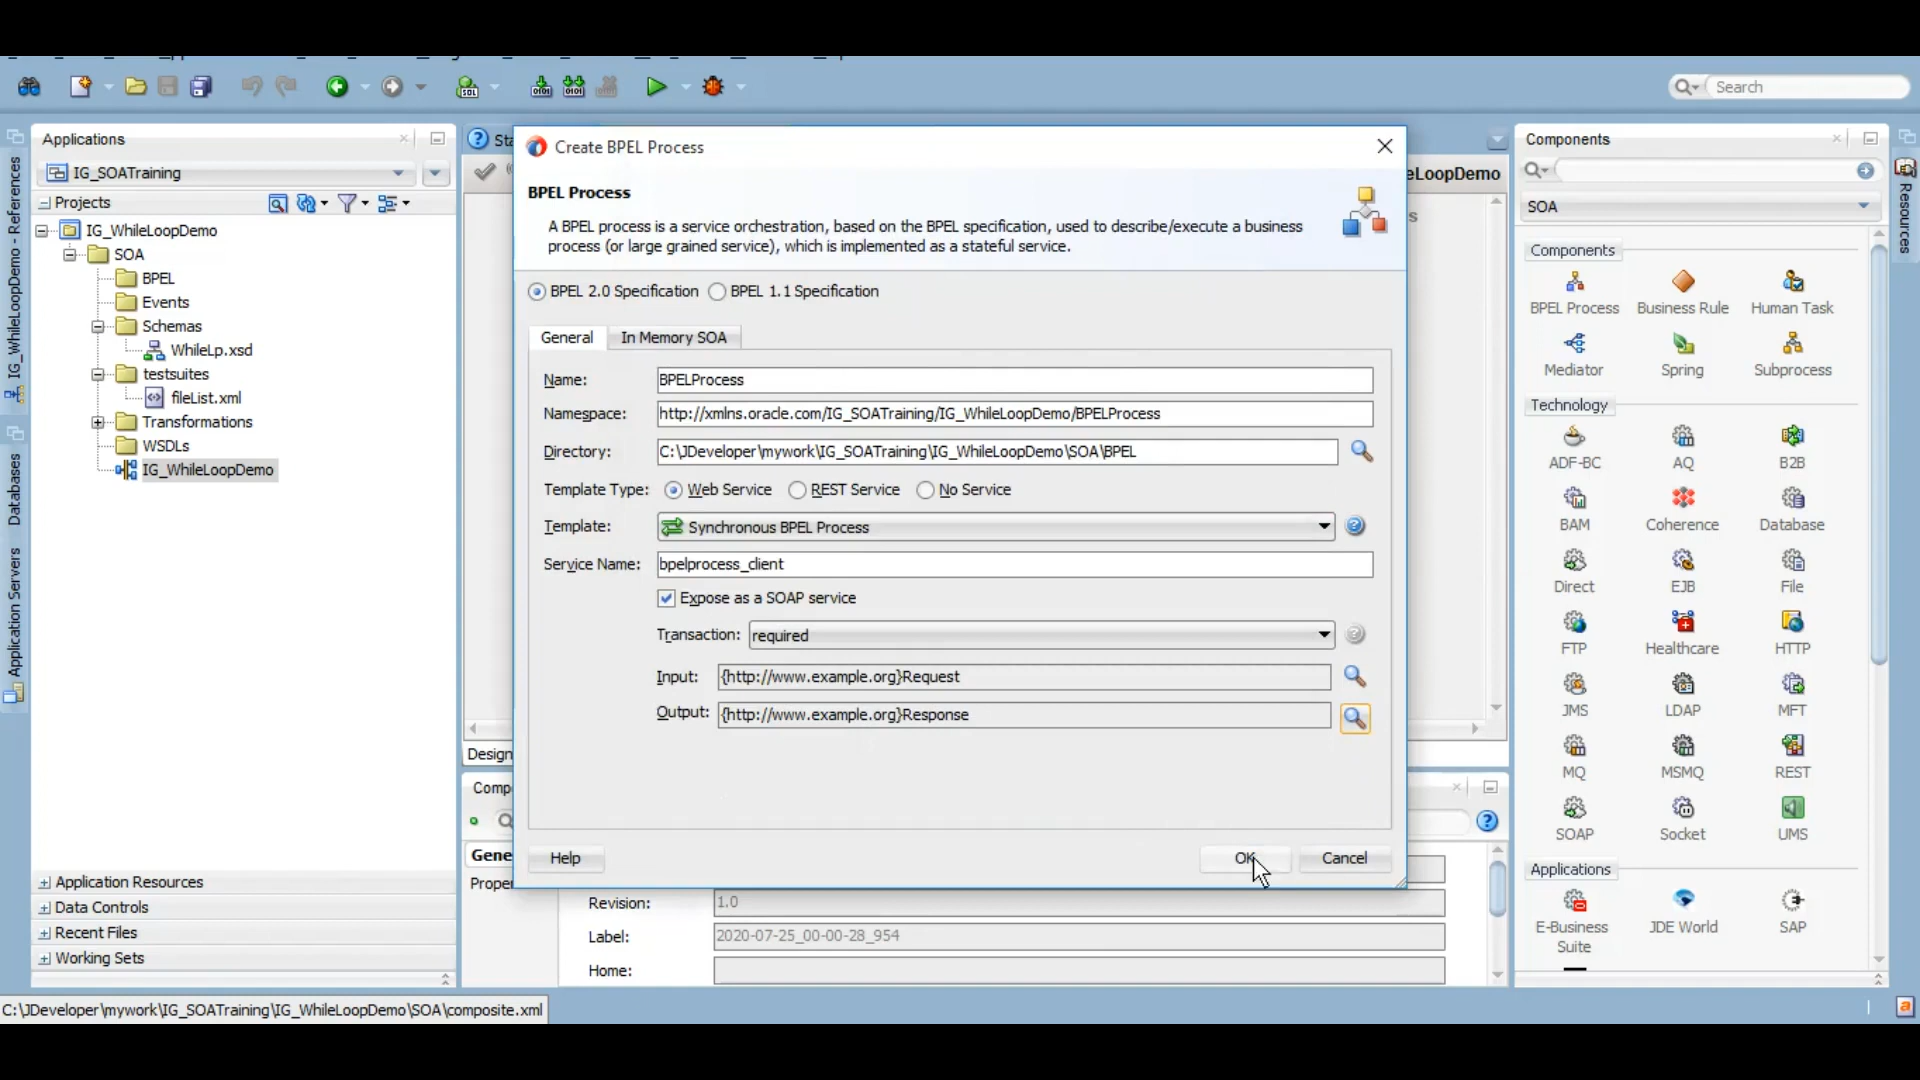 Search
Applications
IG_SOATraining
Projects
IG_WhileLoopDemo
SOA
BPEL
Events
Schemas
WhileLp.xsd
testsuites
fileList.xml
Transformations
WSDLs
IG_WhileLoopDemo
Application Resources
Data Controls
Recent Files
Working Sets
C:\JDeveloper\mywork\IG_SOATraining\IG_WhileLoopDemo\SOA\composite.xml
IG_WhileLoopDemo - References
Databases
Application Servers
Sta
eLoopDemo
s
Design
Comp
Gene
Proper
Create BPEL Process
BPEL Process
A BPEL process is a service orchestration, based on the BPEL specification, used to describe/execute a business
process (or large grained service), which is implemented as a stateful service.
BPEL 2.0 Specification BPEL 1.1 Specification
General In Memory SOA
Name: BPELProcess
Namespace: http://xmlns.oracle.com/IG_SOATraining/IG_WhileLoopDemo/BPELProcess
Directory: C:\JDeveloper\mywork\IG_SOATraining\IG_WhileLoopDemo\SOA\BPEL
Template Type: Web Service REST Service No Service
Template: Synchronous BPEL Process
Service Name: bpelprocess_client
Expose as a SOAP service
Transaction: required
Input: {http://www.example.org}Request
Output: {http://www.example.org}Response
Help OK Cancel
Revision: 1.0
Label: 2020-07-25_00-00-28_954
Home:
Components
SOA
Components
BPEL Process Business Rule Human Task
Mediator Spring Subprocess
Technology
ADF-BC AQ B2B
BAM Coherence Database
Direct EJB File
FTP Healthcare HTTP
JMS LDAP MFT
MQ MSMQ REST
SOAP Socket UMS
Applications
E-Business JDE World SAP
Suite
Resources